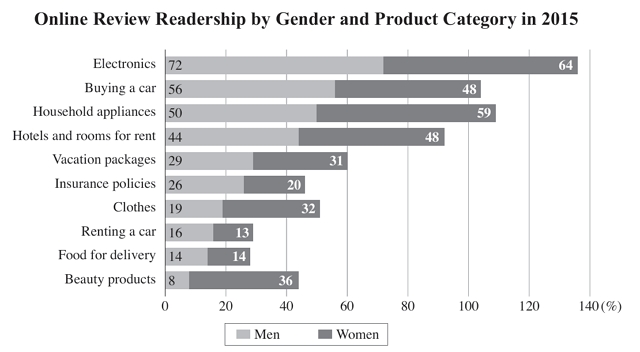 Online Review Readership by Gender and Product Category in 2015
Electronics 72 64
Buying a car 56 48
Household appliances 50 59
Hotels and rooms for rent 44 48
Vacation packages 29 31
Insurance policies 26 20
Clothes 19 32
Renting a car 16 13
Food for delivery 14 14
Beauty products 8 36
0 20 40 60 80 100 120 140 (%)
Men Women